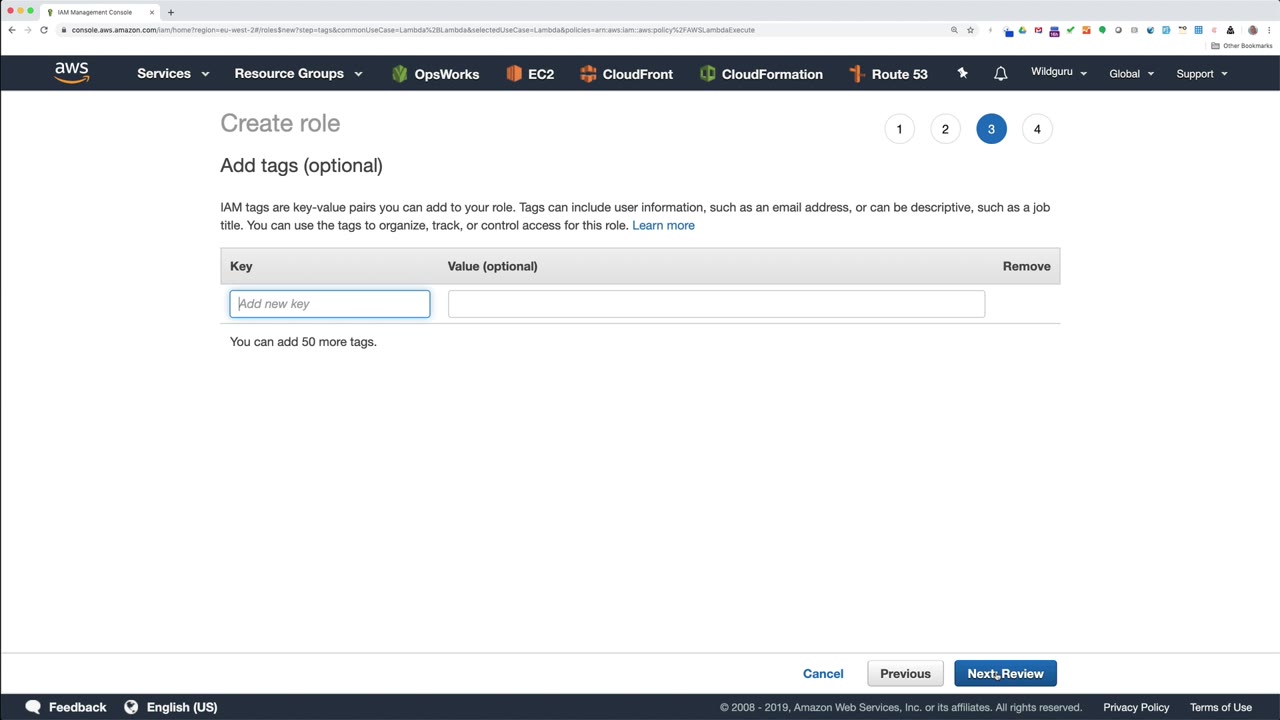 IAM Management Console
console.aws.amazon.com/iam/home?region=eu-west-2#/roles$new?step=tags&commonUseCase=Lambda%2BLambda&selectedUseCase=Lambda&policies=arn:aws:iam::aws:policy%2FAWSLambdaExecute
Other Bookmarks
aws Services Resource Groups OpsWorks EC2 CloudFront CloudFormation Route 53 Wildguru Global Support
Create role
1 2 3 4
Add tags (optional)
IAM tags are key-value pairs you can add to your role. Tags can include user information, such as an email address, or can be descriptive, such as a job
title. You can use the tags to organize, track, or control access for this role. Learn more
Key Value (optional) Remove
Add new key
You can add 50 more tags.
Cancel Previous Next: Review
Feedback English (US) © 2008 - 2019, Amazon Web Services, Inc. or its affiliates. All rights reserved. Privacy Policy Terms of Use